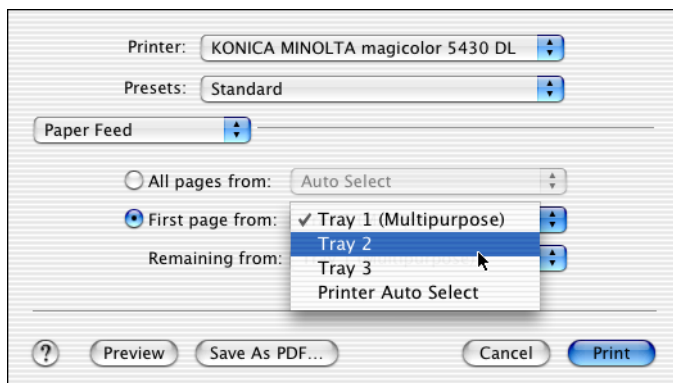 Printer: KONICA MINOLTA magicolor 5430 DL
Presets: Standard
Paper Feed
All pages from: Auto Select
First page from: ✓ Tray 1 (Multipurpose)
Tray 2
Remaining from:
Tray 3
Printer Auto Select
? Preview Save As PDF... Cancel Print